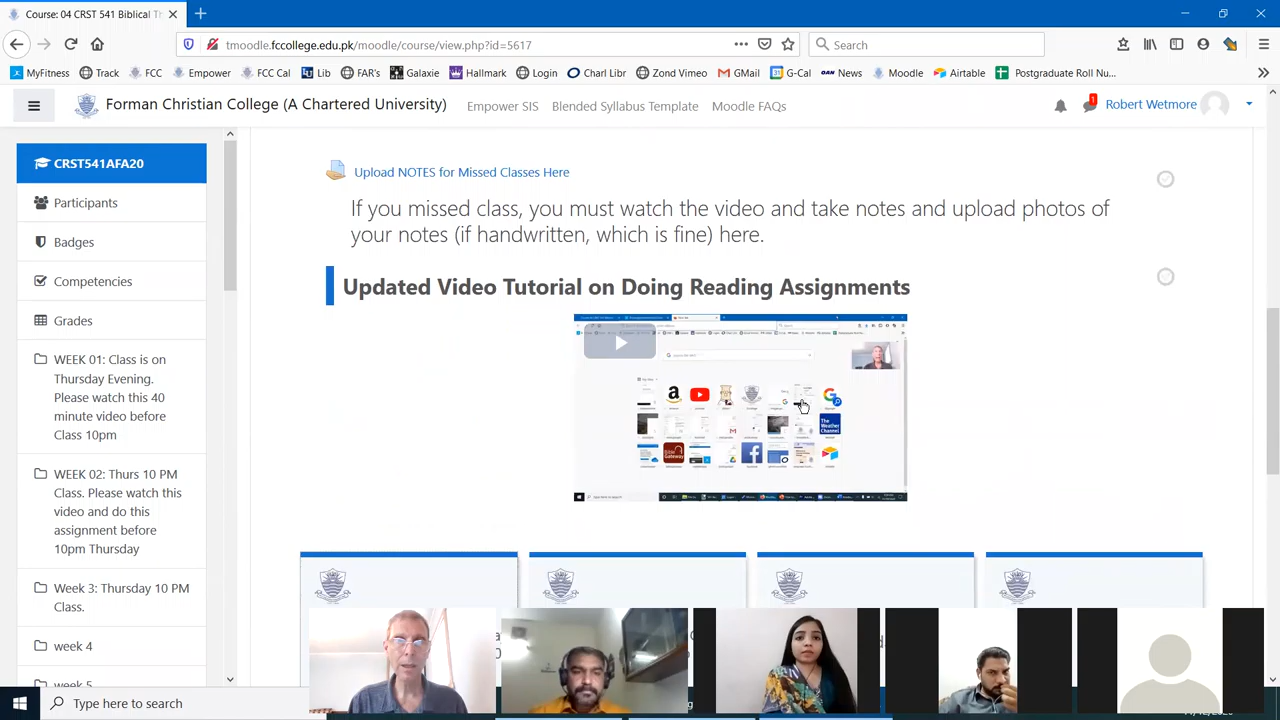 Course: 04 CRST 541 Biblical Th
tmoodle.fccollege.edu.pk/moodle/course/view.php?id=5617
Search
MyFitness Track FCC Empower FCC Cal Lib FAR's Galaxie Hallmark Login Charl Libr Zond Vimeo GMail G-Cal News Moodle Airtable Postgraduate Roll Nu...
Forman Christian College (A Chartered University) Empower SIS Blended Syllabus Template Moodle FAQs 1 Robert Wetmore
CRST541AFA20
Participants
Badges
Competencies
Grades
WEEK 01: Class is on
Thursday Evening.
Please watch this 40
minute video before
Class 10pm
WEEK 02: Thurs 10 PM
Class. Please watch this
video and do this
assignment before
10pm Thursday
Week 3: Thursday 10 PM
Class.
week 4
week 5
Upload NOTES for Missed Classes Here
If you missed class, you must watch the video and take notes and upload photos of
your notes (if handwritten, which is fine) here.
Updated Video Tutorial on Doing Reading Assignments
The
Weather
Channel
Type here to search